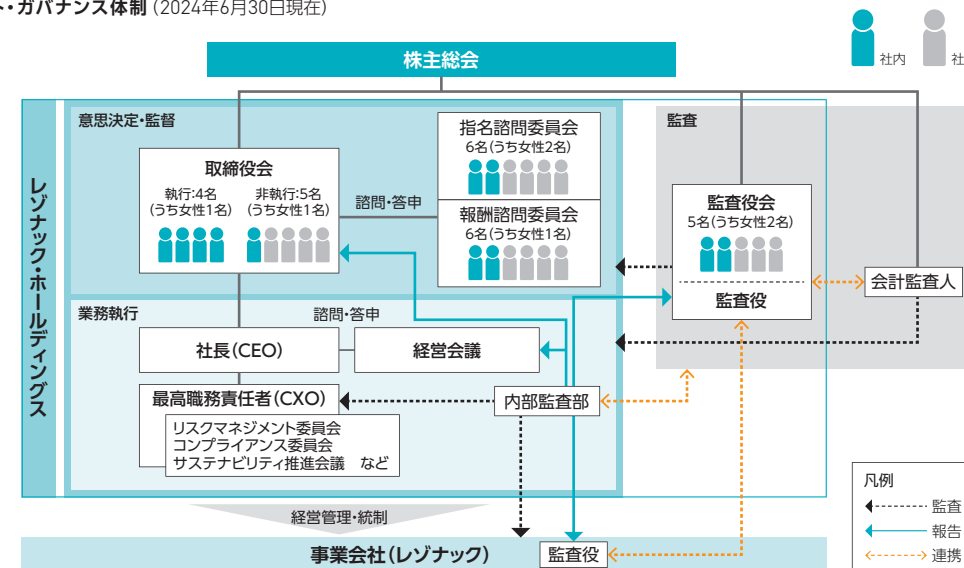 ト・ガバナンス体制（2024年6月30日現在）
社内
社
株主総会
レゾナック・ホールディングス
意思決定・監督
取締役会
執行：4名
（うち女性1名）
非執行：5名
（うち女性1名）
諮問・答申
指名諮問委員会
6名（うち女性2名）
報酬諮問委員会
6名（うち女性1名）
監査
監査役会
5名（うち女性2名）
監査役
会計監査人
業務執行
諮問・答申
社長（CEO）
経営会議
最高職務責任者（CXO）
リスクマネジメント委員会
コンプライアンス委員会
サステナビリティ推進会議　など
内部監査部
経営管理・統制
事業会社（レゾナック）
監査役
凡例
監査
報告
連携